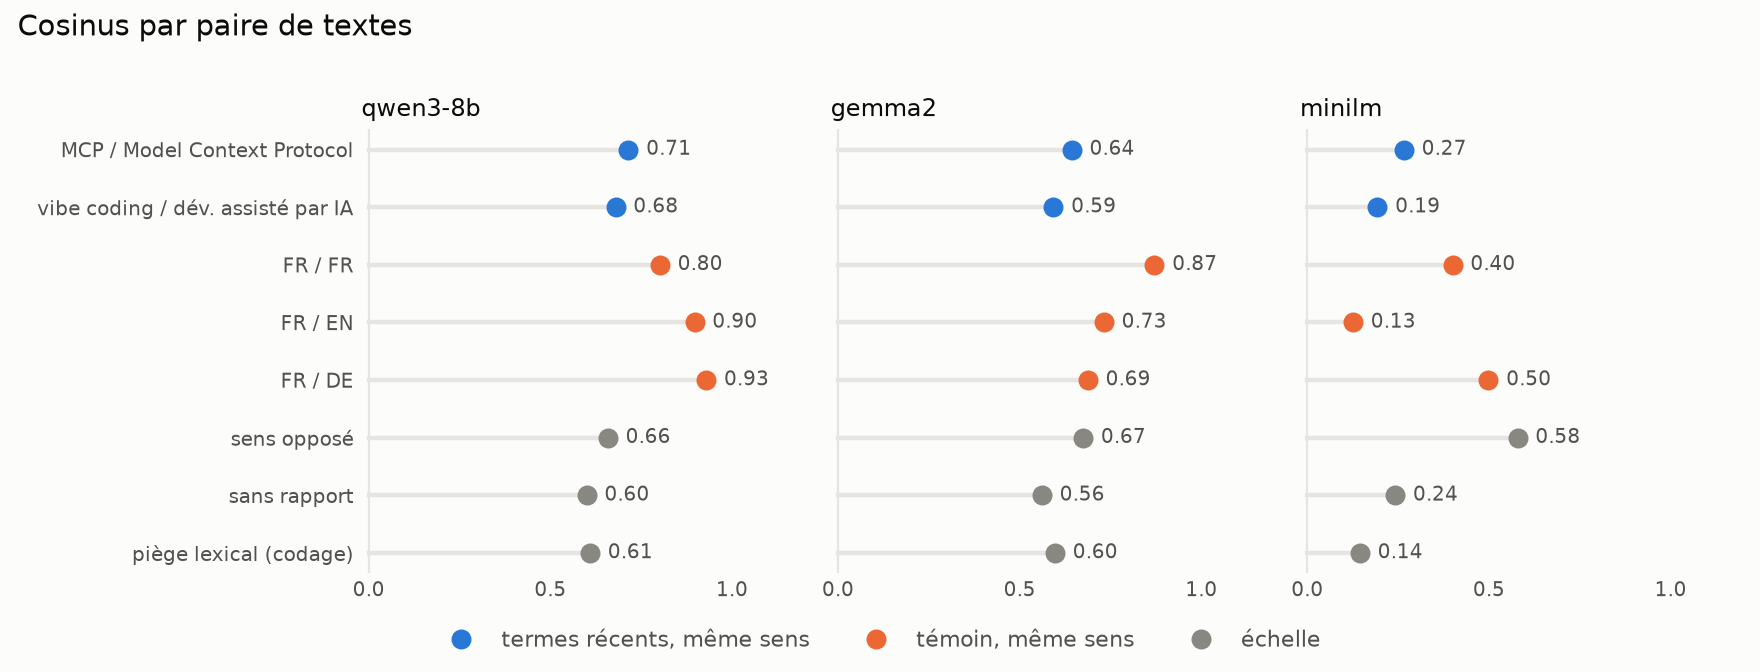 Cosinus par paire de textes
qwen3-8b gemma2 minilm
MCP / Model Context Protocol 0.71 0.64 0.27
vibe coding / dév. assisté par IA 0.68 0.59 0.19
FR / FR 0.80 0.87 0.40
FR / EN 0.90 0.73 0.13
FR / DE 0.93 0.69 0.50
sens opposé 0.66 0.67 0.58
sans rapport 0.60 0.56 0.24
piège lexical (codage) 0.61 0.60 0.14
0.0 0.5 1.0 0.0 0.5 1.0 0.0 0.5 1.0
termes récents, même sens témoin, même sens échelle